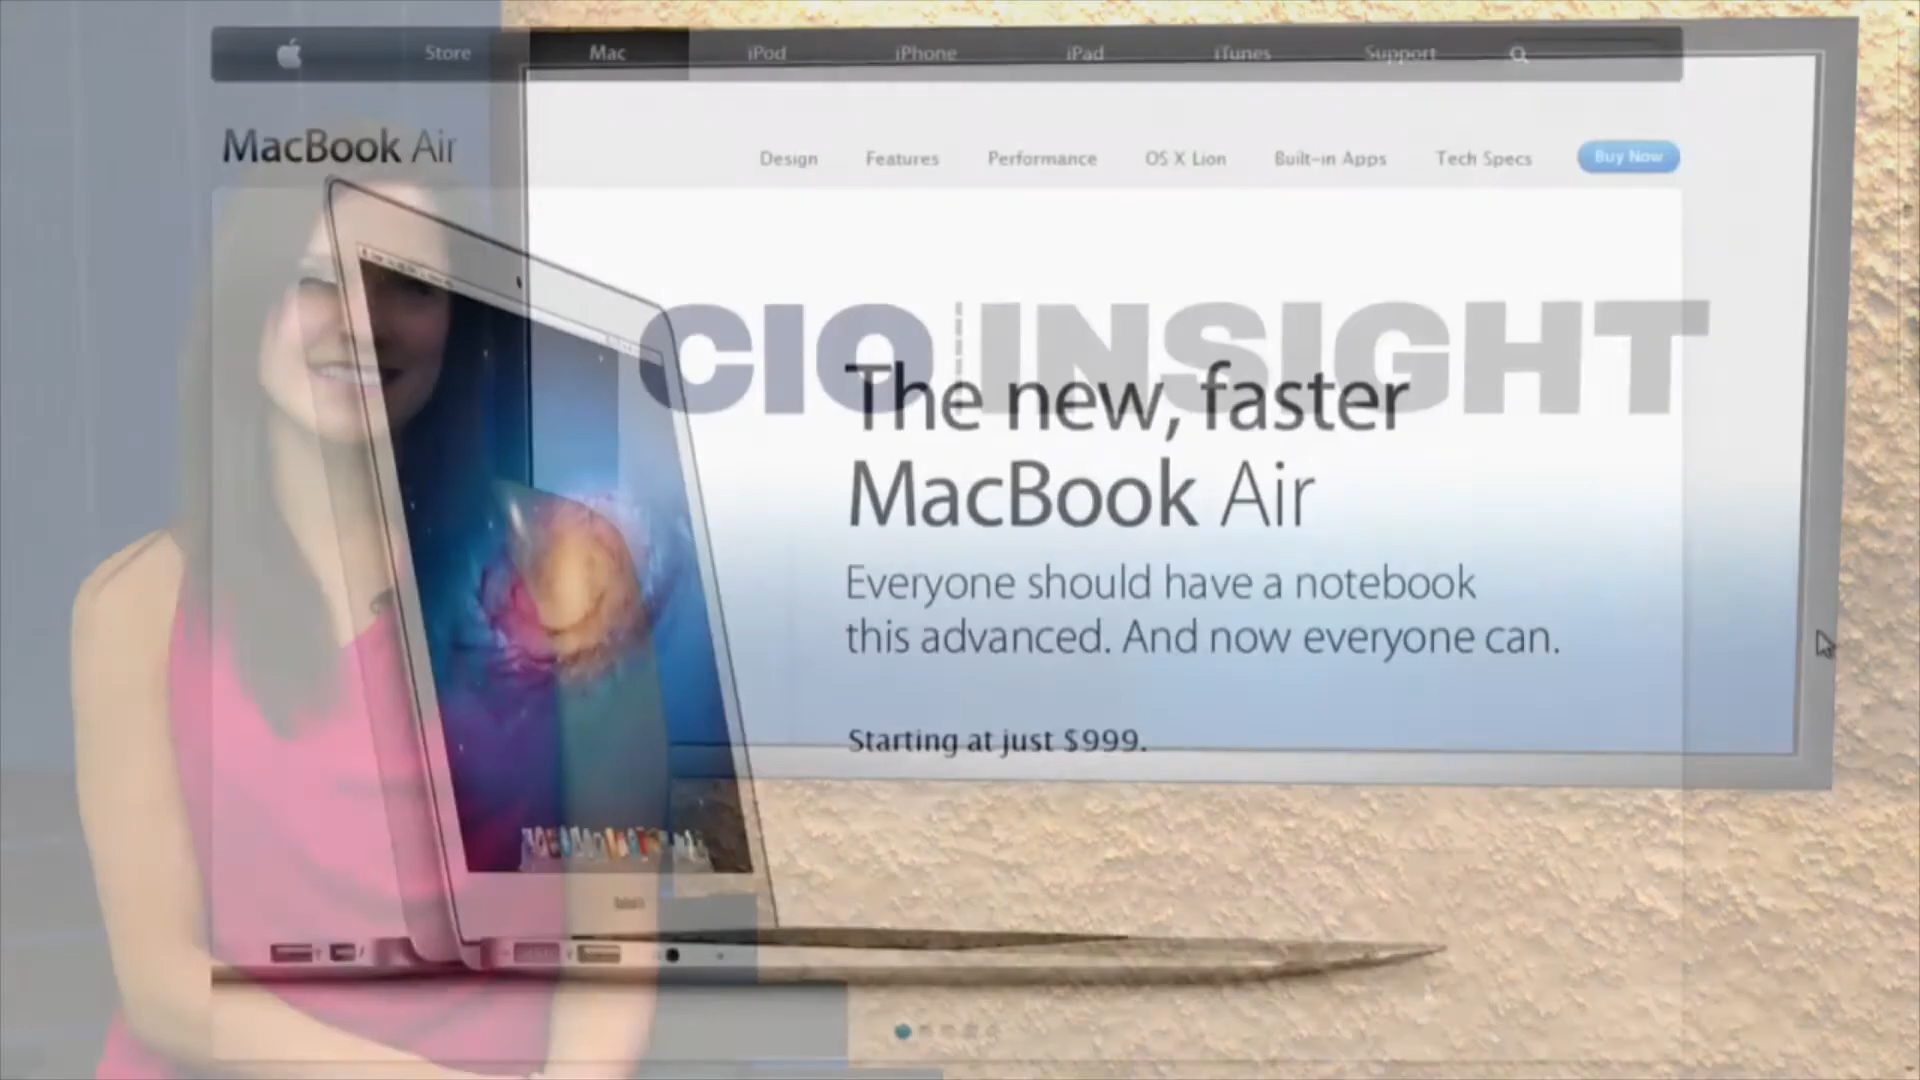 Store Mac iPod iPhone iPad iTunes Support
MacBook Air
Design Features Performance OS X Lion Built-in Apps Tech Specs Buy Now
CIO INSIGHT
The new, faster
MacBook Air
Everyone should have a notebook
this advanced. And now everyone can.
Starting at just $999.